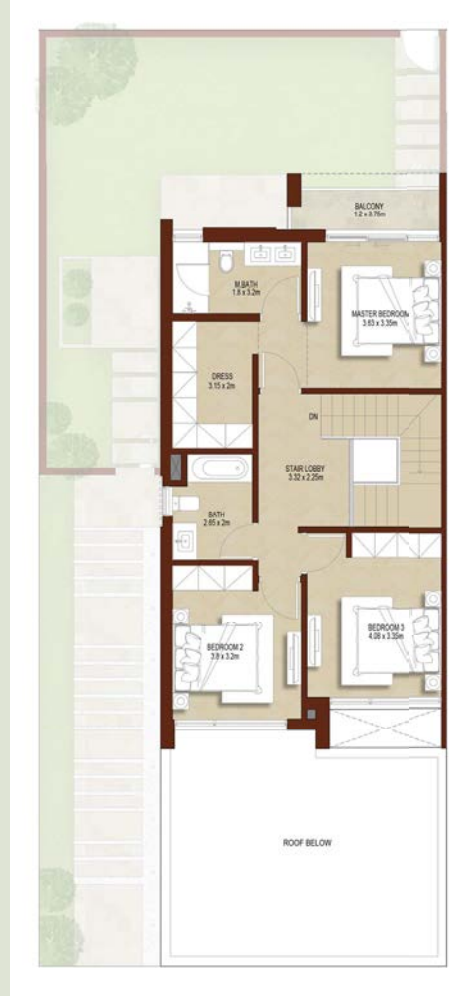 BALCONY
1.2 x 3.75m
M.BATH
1.8 x 3.2m
MASTER BEDROOM
3.63 x 3.35m
DRESS
3.15 x 2m
DN
STAIR LOBBY
3.32 x 2.25m
BATH
2.65 x 2m
BEDROOM 2
3.8 x 3.2m
BEDROOM 3
4.08 x 3.35m
ROOF BELOW